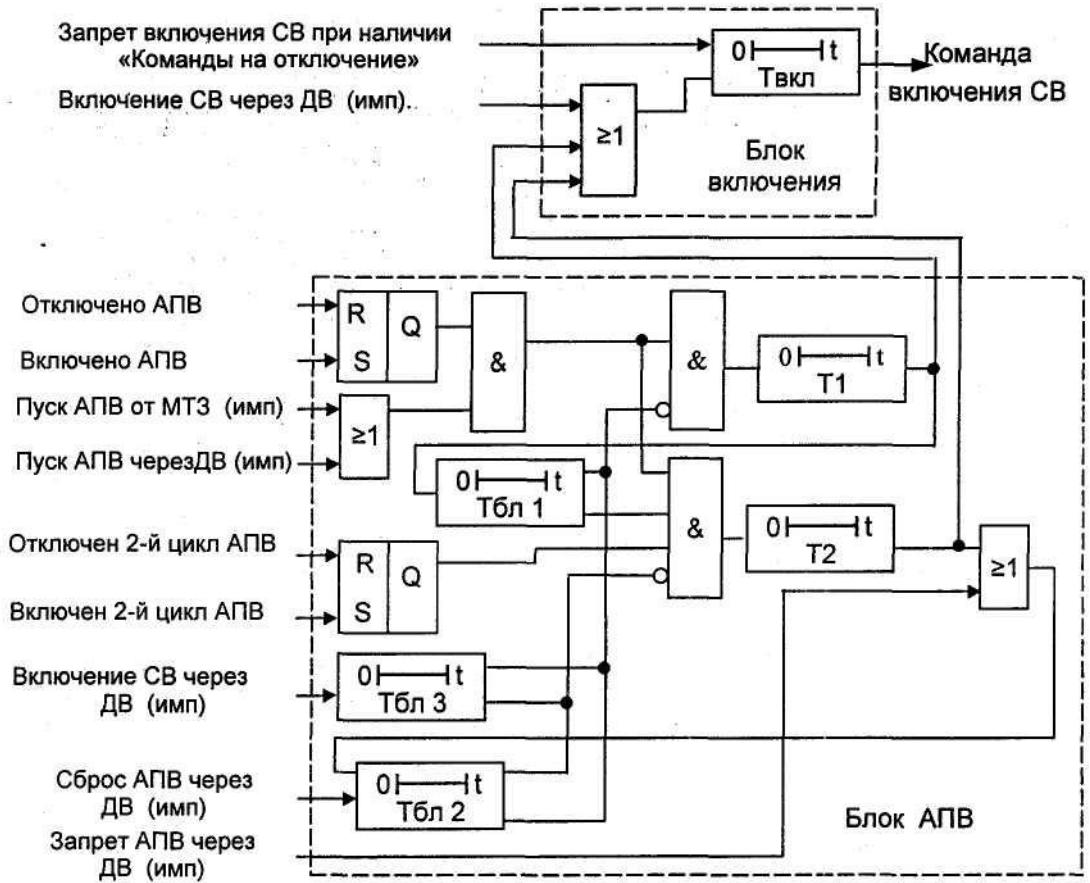 Запрет включения СВ при наличии
«Команды на отключение»
0 t
Твкл
Команда
включения СВ
Включение СВ через ДВ (имп).
≥1
Блок
включения
Отключено АПВ
R
Q
S
Включено АПВ
&
&
0 t
T1
Пуск АПВ от МТЗ (имп)
≥1
Пуск АПВ черезДВ (имп)
0 t
Тбл 1
&
0 t
T2
≥1
Отключен 2-й цикл АПВ
R
Q
S
Включен 2-й цикл АПВ
Включение СВ через
ДВ (имп)
0 t
Тбл 3
Сброс АПВ через
ДВ (имп)
0 t
Тбл 2
Запрет АПВ через
ДВ (имп)
Блок АПВ